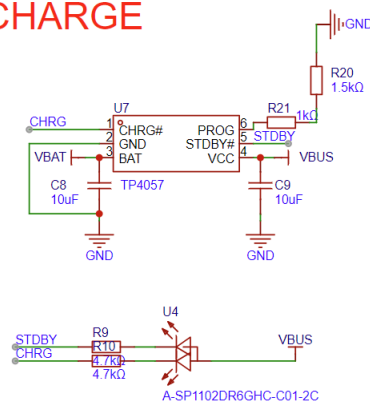 CHARGE
GND
R20
1.5kΩ
R21
1kΩ
U7
CHRG
1 CHRG# PROG 6
2 GND STDBY# 5 STDBY
VBAT 3 BAT VCC 4 VBUS
C8 TP4057 C9
10uF 10uF
GND GND
U4
STDBY R9 VBUS
CHRG R10
4.7kΩ
4.7kΩ
A-SP1102DR6GHC-C01-2C